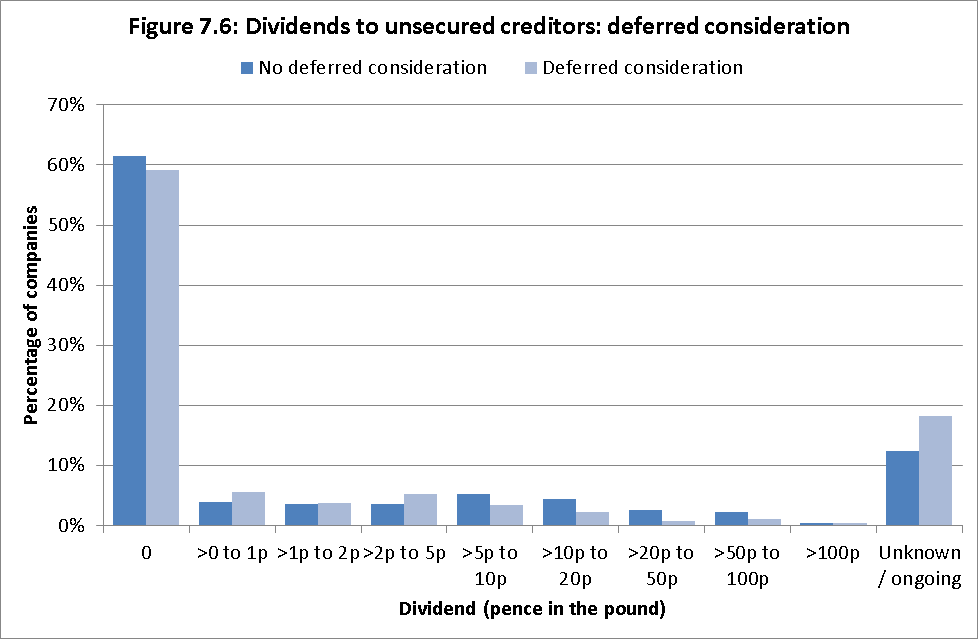 Figure 7.6: Dividends to unsecured creditors: deferred consideration
No deferred consideration
Deferred consideration
Percentage of companies
70%
60%
50%
40%
30%
20%
10%
0%
0
>0 to 1p
>1p to 2p
>2p to 5p
>5p to
10p
>10p to
20p
>20p to
50p
>50p to
100p
>100p
Unknown
/ ongoing
Dividend (pence in the pound)